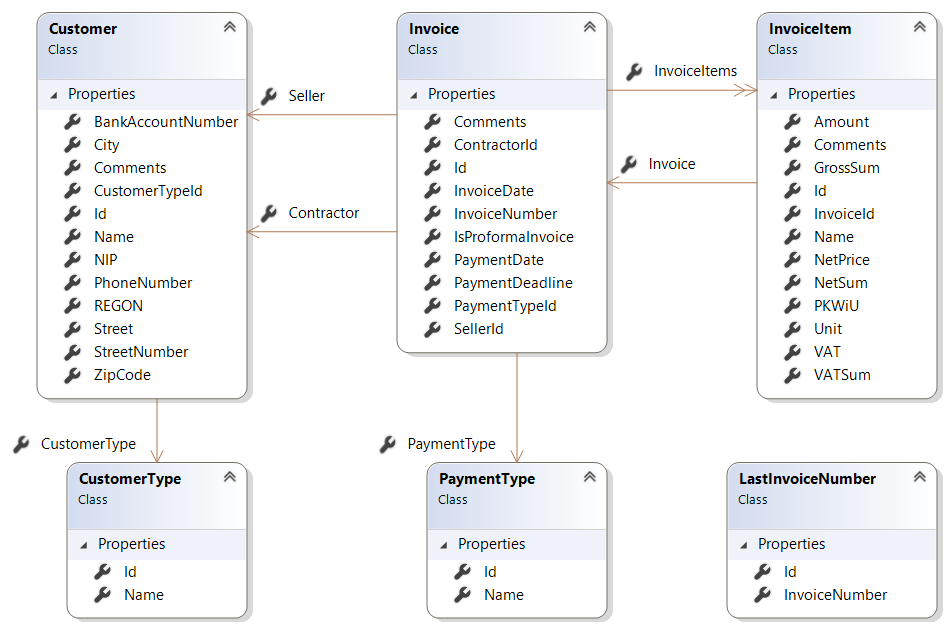 Customer
Class
Properties
BankAccountNumber
City
Comments
CustomerTypeId
Id
Name
NIP
PhoneNumber
REGON
Street
StreetNumber
ZipCode
Seller
Contractor
Invoice
Class
Properties
Comments
ContractorId
Id
InvoiceDate
InvoiceNumber
IsProformaInvoice
PaymentDate
PaymentDeadline
PaymentTypeId
SellerId
InvoiceItems
Invoice
InvoiceItem
Class
Properties
Amount
Comments
GrossSum
Id
InvoiceId
Name
NetPrice
NetSum
PKWiU
Unit
VAT
VATSum
CustomerType
CustomerType
Class
Properties
Id
Name
PaymentType
PaymentType
Class
Properties
Id
Name
LastInvoiceNumber
Class
Properties
Id
InvoiceNumber